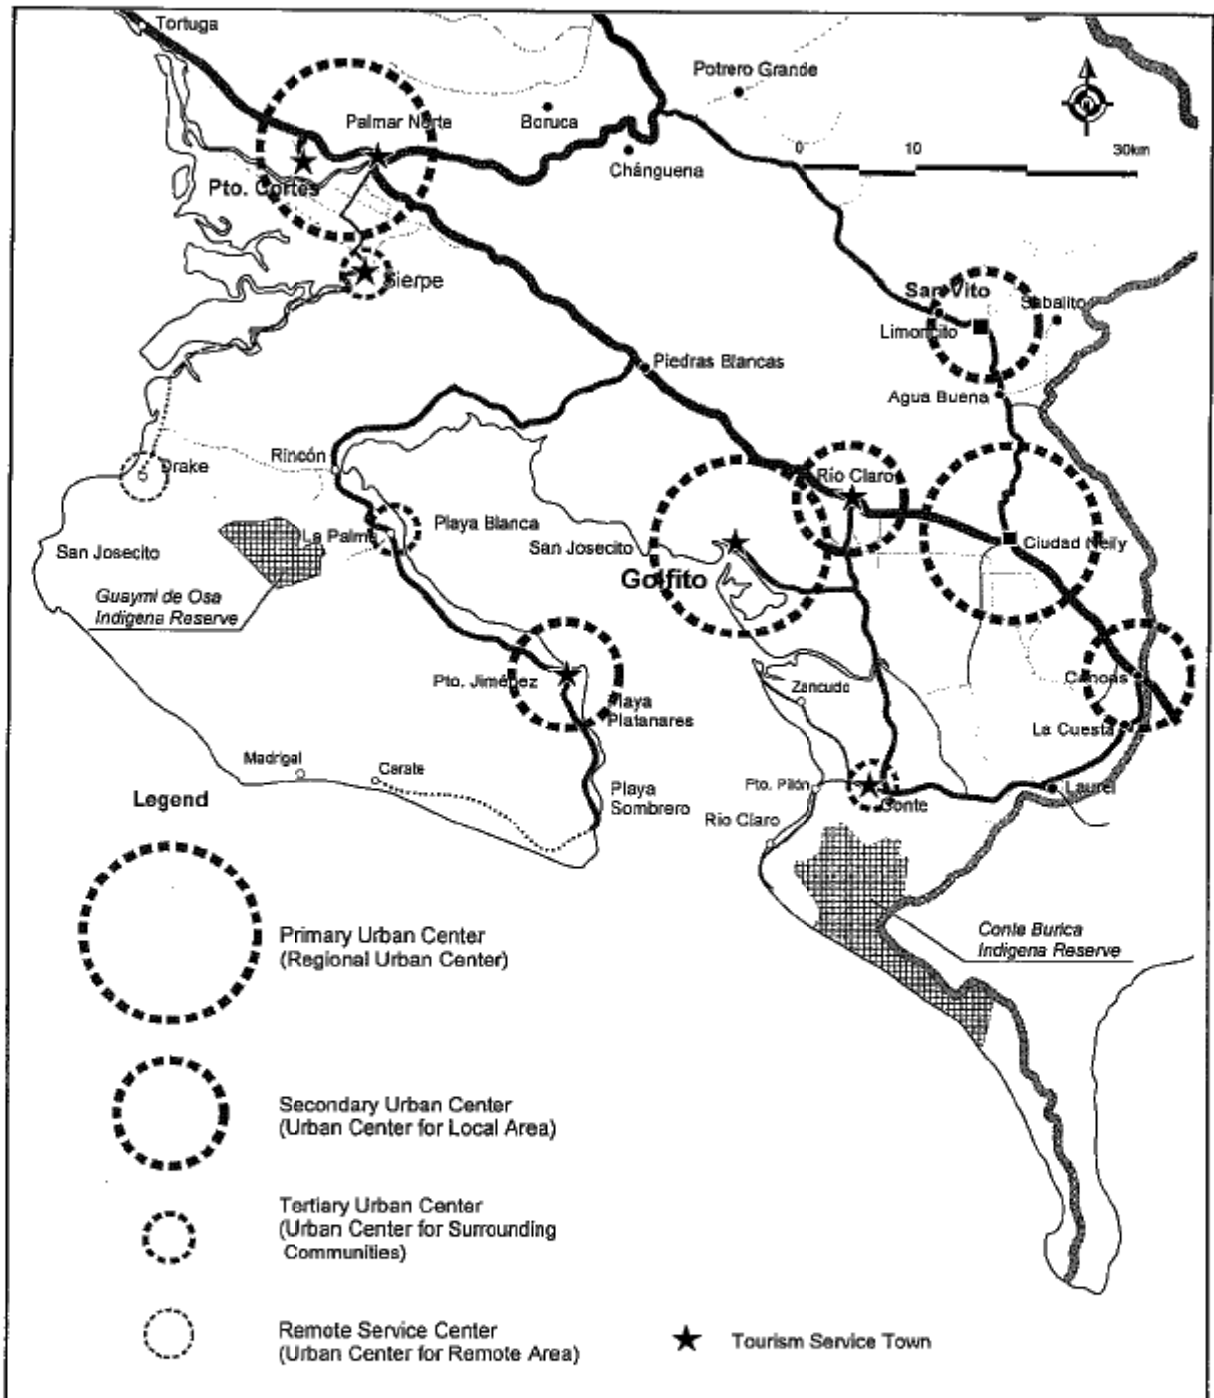 Tortuga
Potrero Grande
Palmar Norte
Boruca
Chánguena
0 10 30km
Pto. Cortés
Sierpe
San Vito
Sabalito
Limoncito
Piedras Blancas
Agua Buena
Rincón
Drake
Río Claro
La Palma
Playa Blanca
San Josecito
San Josecito
Ciudad Neily
Golfito
Guaymi de Osa
Indigena Reserve
Pto. Jiménez
Canoas
Zancudo
Playa
Platanares
La Cuesta
Madrigal
Carate
Playa
Sombrero
Pto. Pilón
Conte
Laurel
Río Claro
Conte Burica
Indigena Reserve
Legend
Primary Urban Center
(Regional Urban Center)
Secondary Urban Center
(Urban Center for Local Area)
Tertiary Urban Center
(Urban Center for Surrounding
Communities)
Remote Service Center
(Urban Center for Remote Area)
Tourism Service Town